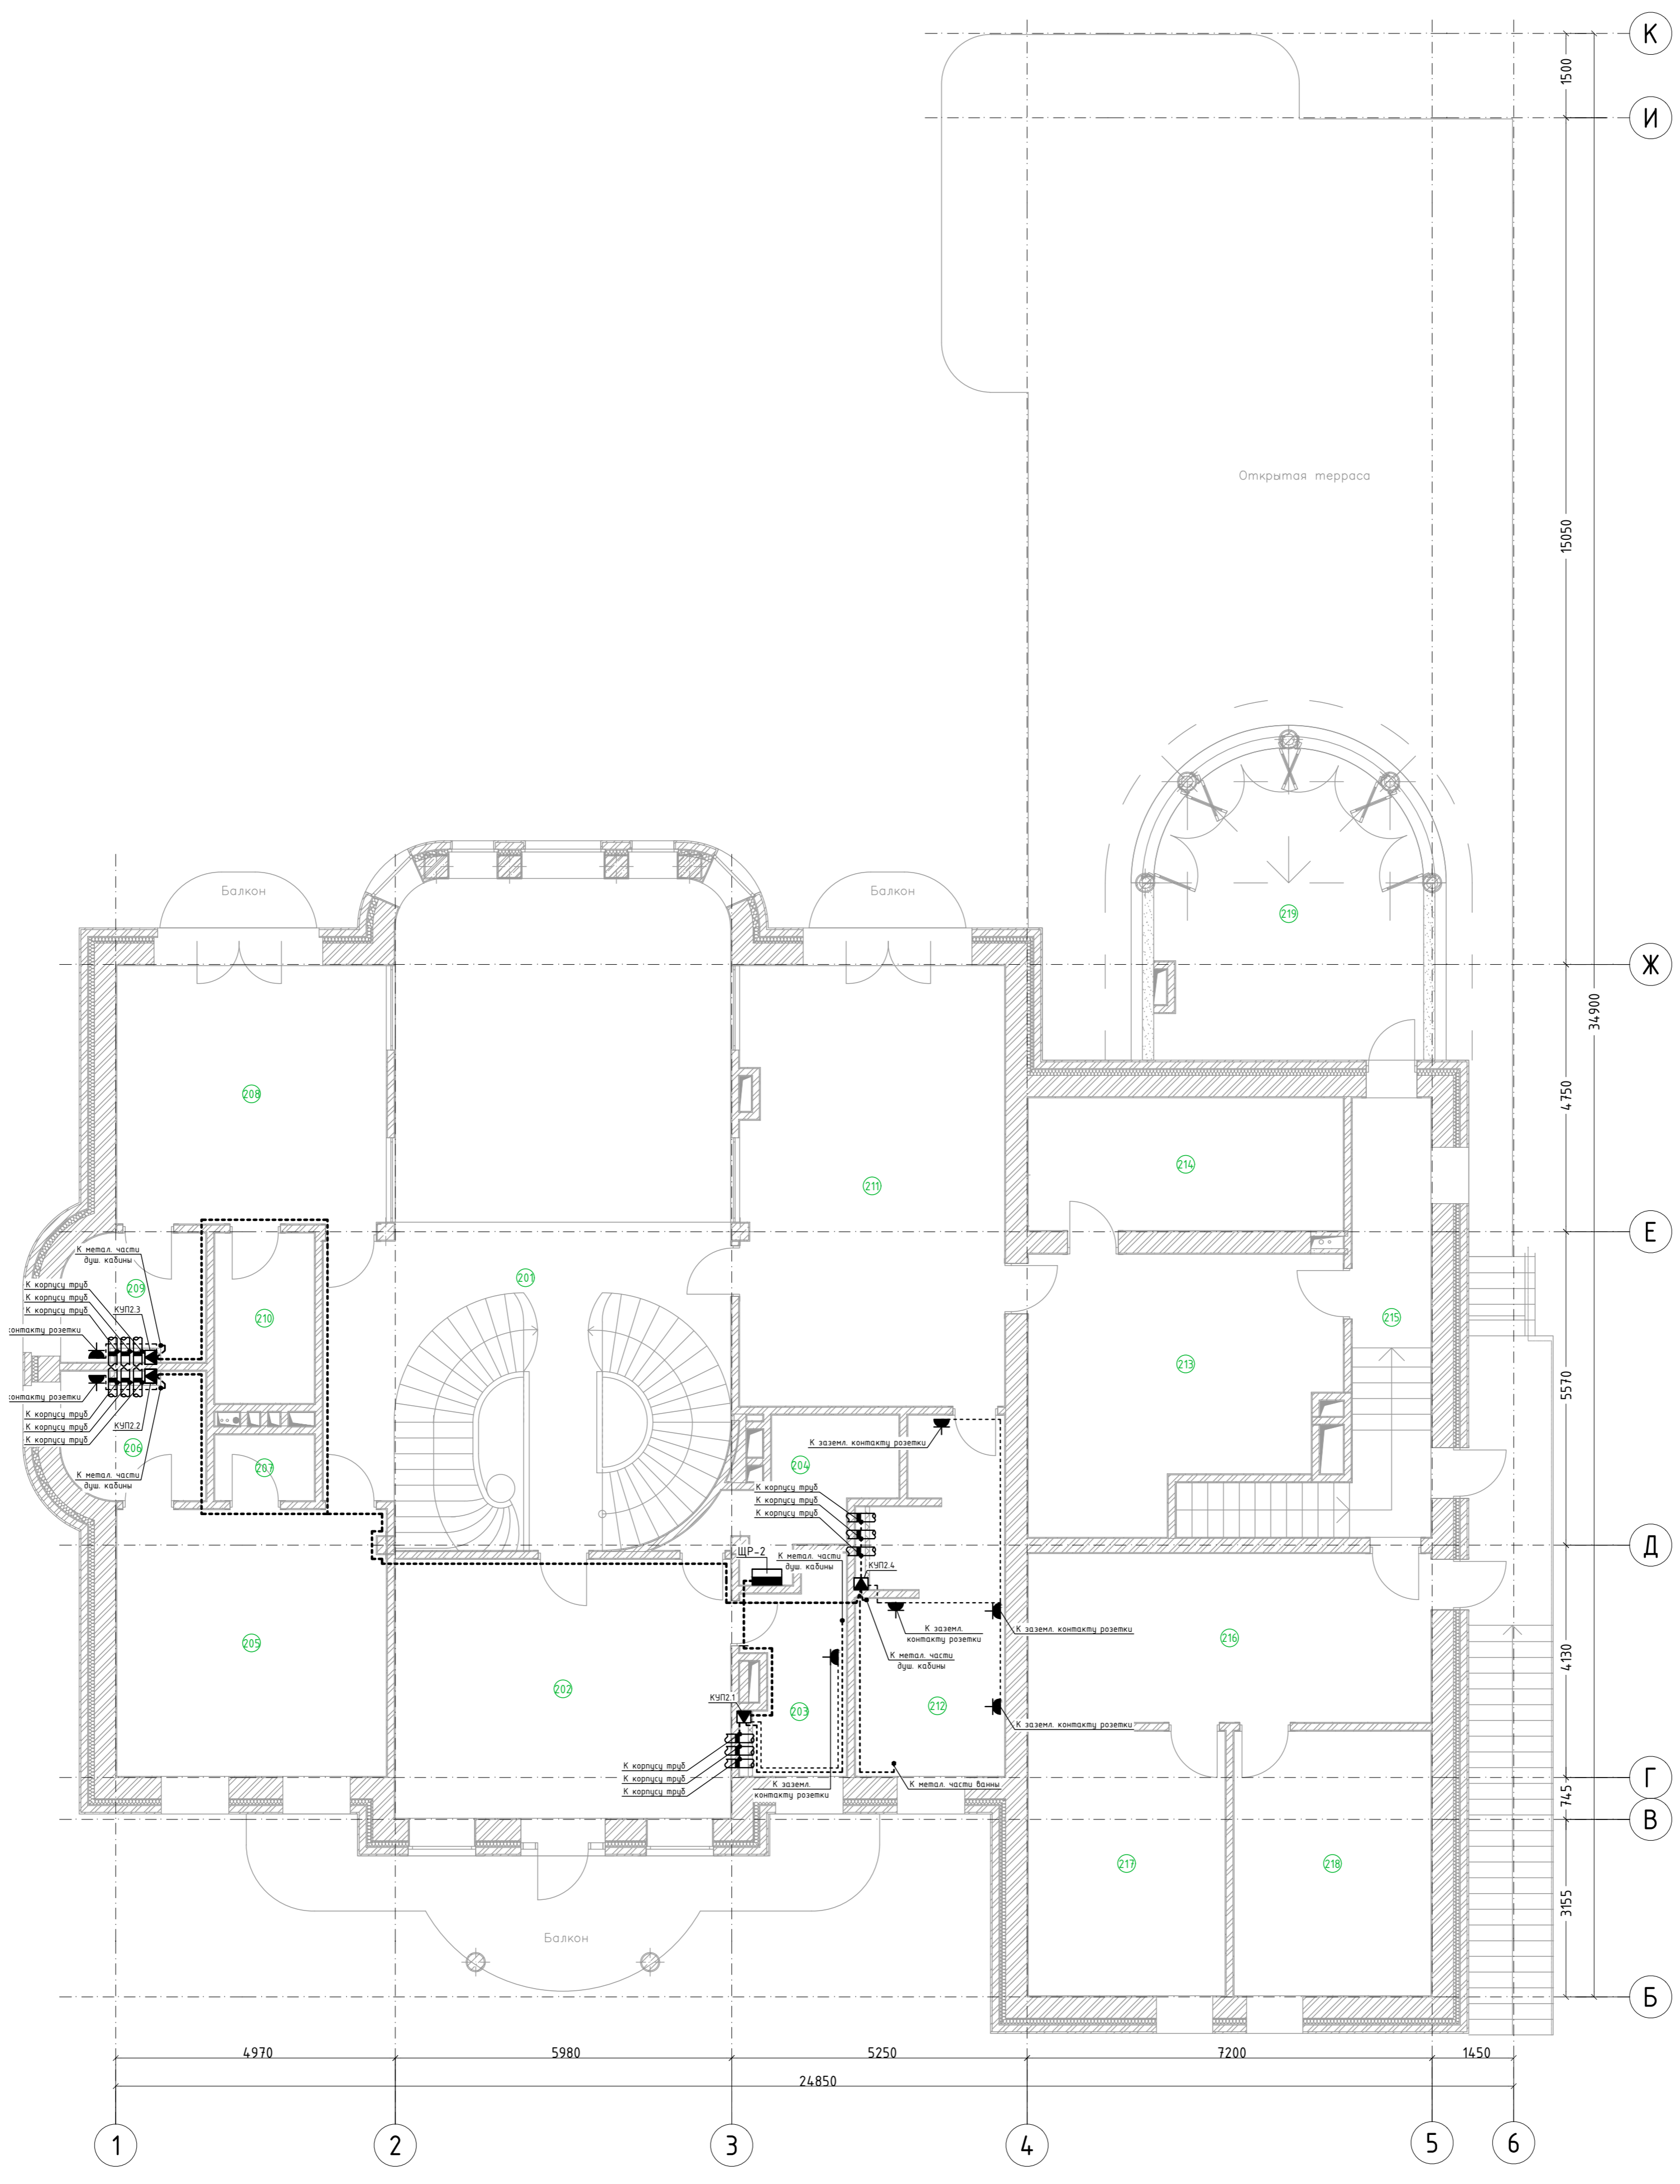 К
1500
И
Открытая терраса
15050
Балкон
Балкон
219
Ж
34900
208
4750
214
211
Е
К метал. части
душ. кабины
201
К корпусу труб
209
К корпусу труб
КУП2.3
К корпусу труб
210
215
контакту розетки
213
5570
контакту розетки
К корпусу труб
К корпусу труб
КУП2.2
К корпусу труб
206
207
К метал. части
душ. кабины
К заземл. контакту розетки
204
К корпусу труб
К корпусу труб
К корпусу труб
Д
ЩР-2
К метал. части
душ. кабины
КУП2.4
К заземл.
контакту розетки
К заземл. контакту розетки
205
216
К метал. части
душ. кабины
4130
202
КУП2.1
203
212
К заземл. контакту розетки
К корпусу труб
К корпусу труб
К корпусу труб
К заземл.
контакту розетки
К метал. части ванны
Г
745
В
217
218
3155
Балкон
Б
4970
5980
5250
7200
1450
24850
1
2
3
4
5
6